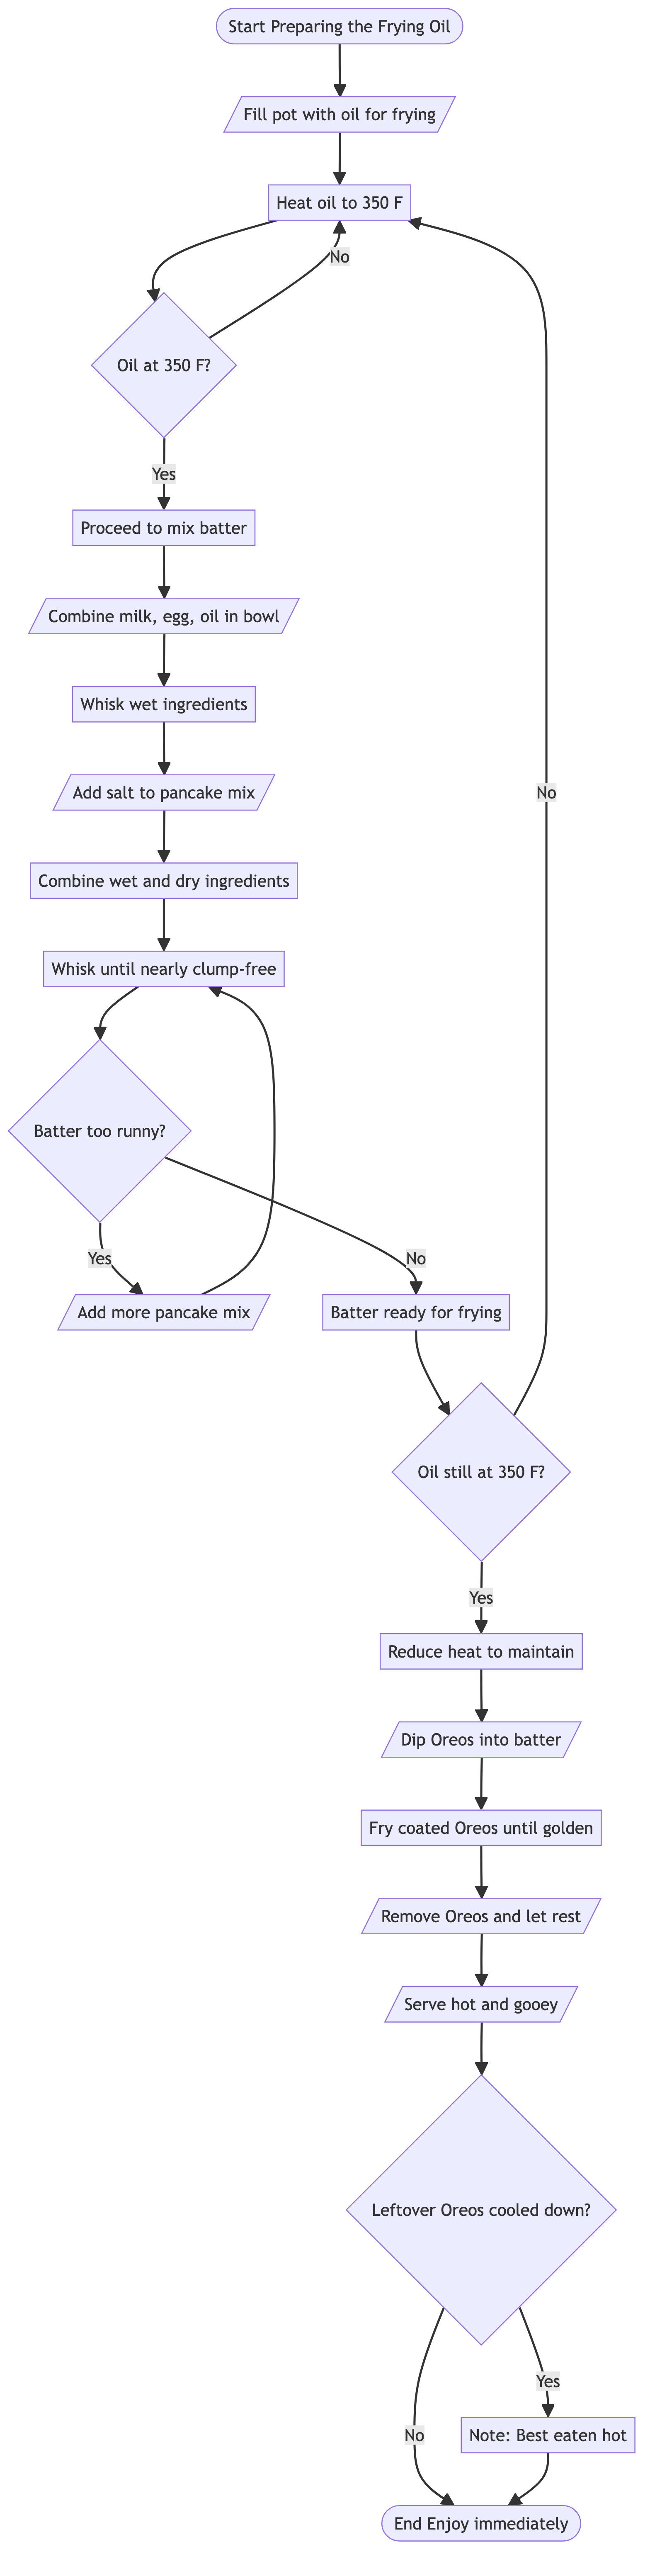 Start Preparing the Frying Oil
Fill pot with oil for frying
Heat oil to 350 F
No
Oil at 350 F?
Yes
Proceed to mix batter
Combine milk, egg, oil in bowl
Whisk wet ingredients
Add salt to pancake mix
No
Combine wet and dry ingredients
Whisk until nearly clump-free
Batter too runny?
Yes
No
Add more pancake mix
Batter ready for frying
Oil still at 350 F?
Yes
Reduce heat to maintain
Dip Oreos into batter
Fry coated Oreos until golden
Remove Oreos and let rest
Serve hot and gooey
Leftover Oreos cooled down?
Yes
No
Note: Best eaten hot
End Enjoy immediately